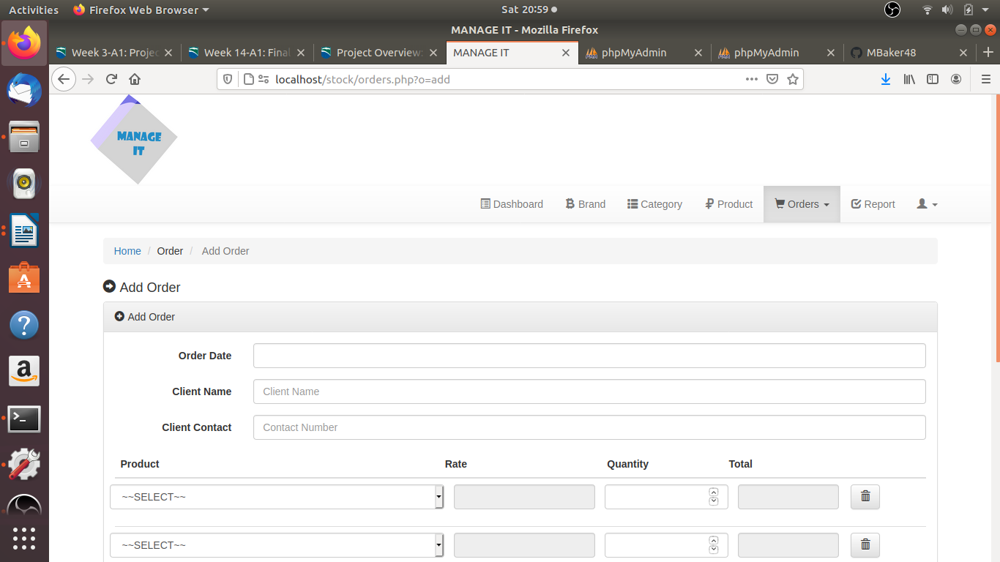 Activities Firefox Web Browser Sat 20:59
MANAGE IT - Mozilla Firefox
Week 3-A1: Projec Week 14-A1: Final Project Overview: MANAGE IT phpMyAdmin phpMyAdmin MBaker48
localhost/stock/orders.php?o=add
MANAGE
IT
Dashboard Brand Category Product Orders Report
Home / Order / Add Order
Add Order
Add Order
Order Date
Client Name Client Name
Client Contact Contact Number
Product Rate Quantity Total
~~SELECT~~
~~SELECT~~